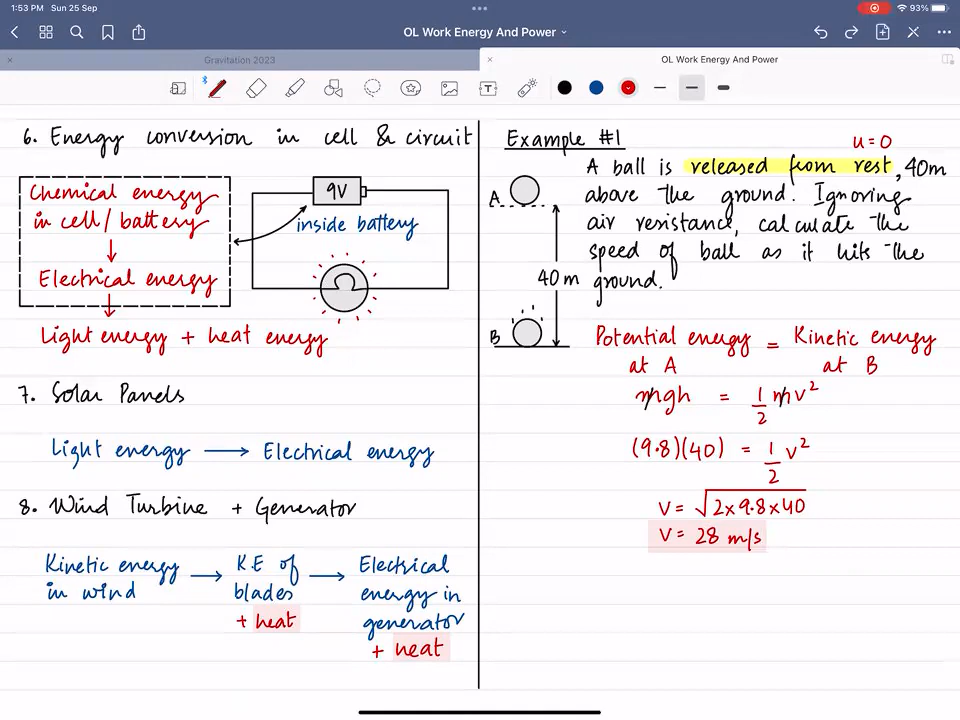 1:53 PM Sun 25 Sep
93%
OL Work Energy And Power
Gravitation 2023
OL Work Energy And Power
6. Energy conversion in cell & circuit
Chemical energy
in cell / battery
Electrical energy
Light energy + heat energy
9V
inside battery
7. Solar Panels
Light energy → Electrical energy
8. Wind Turbine + Generator
Kinetic energy → K.E of → Electrical
in wind blades energy in
+ heat generator
+ heat
Example #1
u = 0
A ball is released from rest, 40m
above the ground. Ignoring
air resistance, calculate the
speed of ball as it hits the
ground.
A
40 m
B
Potential energy = Kinetic energy
at A at B
mgh = 1/2 mv²
(9.8)(40) = 1/2 v²
v = √2×9.8×40
v = 28 m/s